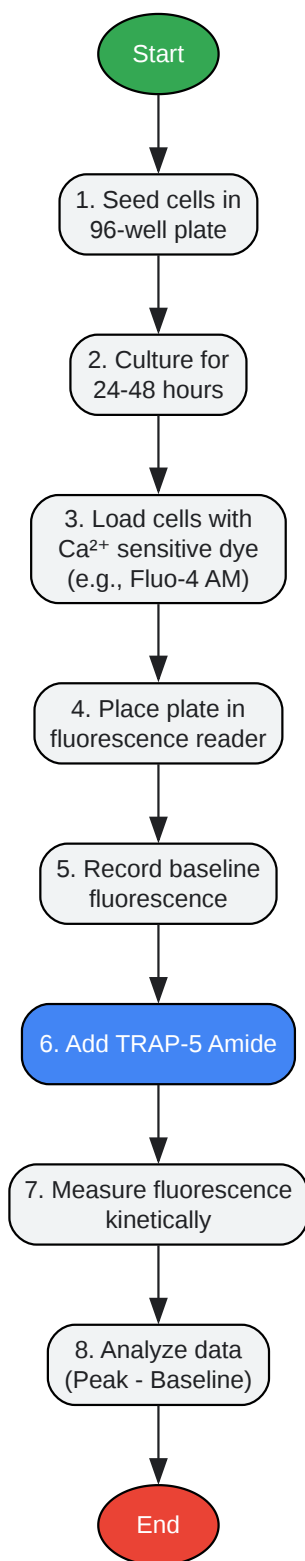 Start
1. Seed cells in
96-well plate
2. Culture for
24-48 hours
3. Load cells with
Ca²⁺ sensitive dye
(e.g., Fluo-4 AM)
4. Place plate in
fluorescence reader
5. Record baseline
fluorescence
6. Add TRAP-5 Amide
7. Measure fluorescence
kinetically
8. Analyze data
(Peak - Baseline)
End